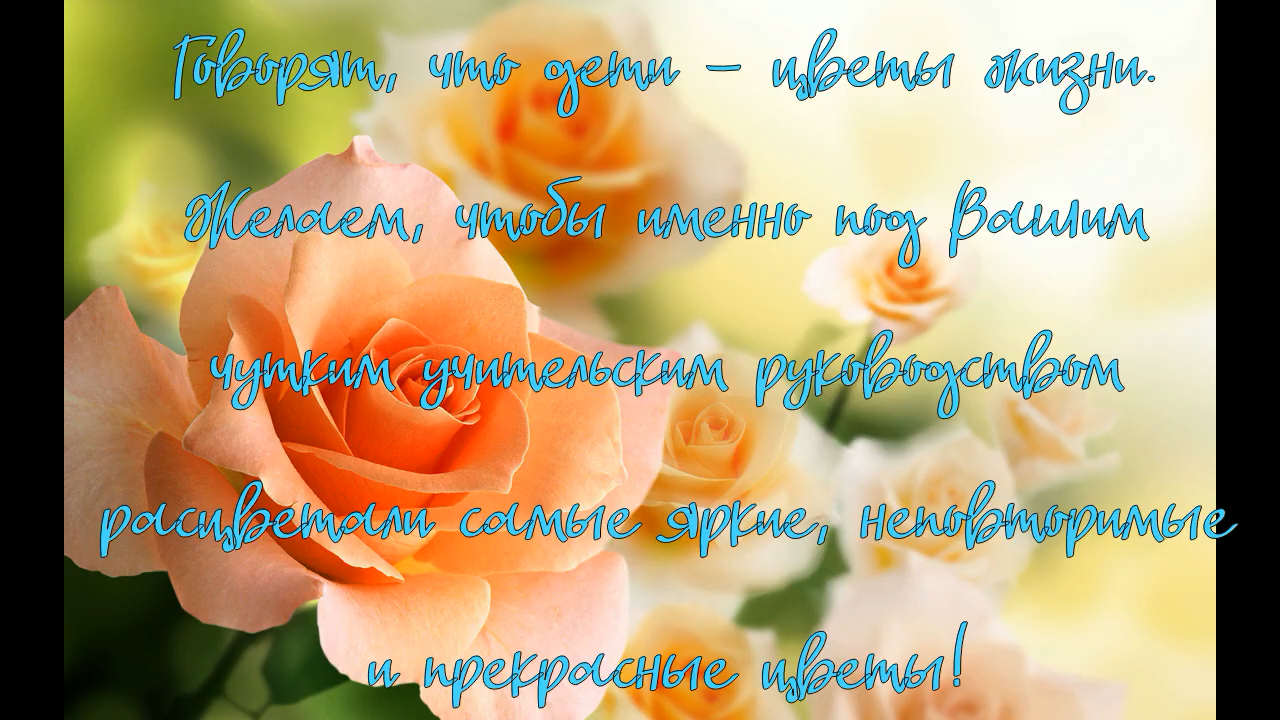 Говорят, что дети – цветы жизни.
Желаем, чтобы именно под Вашим
чутким учительским руководством
расцветали самые яркие, неповторимые
и прекрасные цветы!